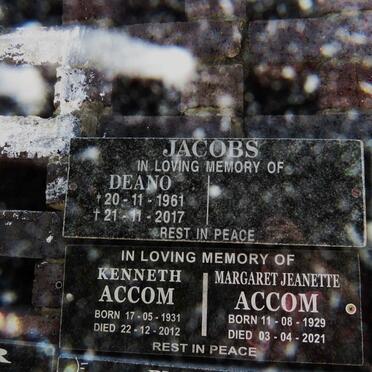 JACOBS
IN LOVING MEMORY OF
DEANO
† 20 - 11 - 1961
† 21 - 11 - 2017
REST IN PEACE
IN LOVING MEMORY OF
KENNETH
ACCOM
BORN 17 - 05 - 1931
DIED 22 - 12 - 2012
MARGARET JEANETTE
ACCOM
BORN 11 - 08 - 1929
DIED 03 - 04 - 2021
REST IN PEACE